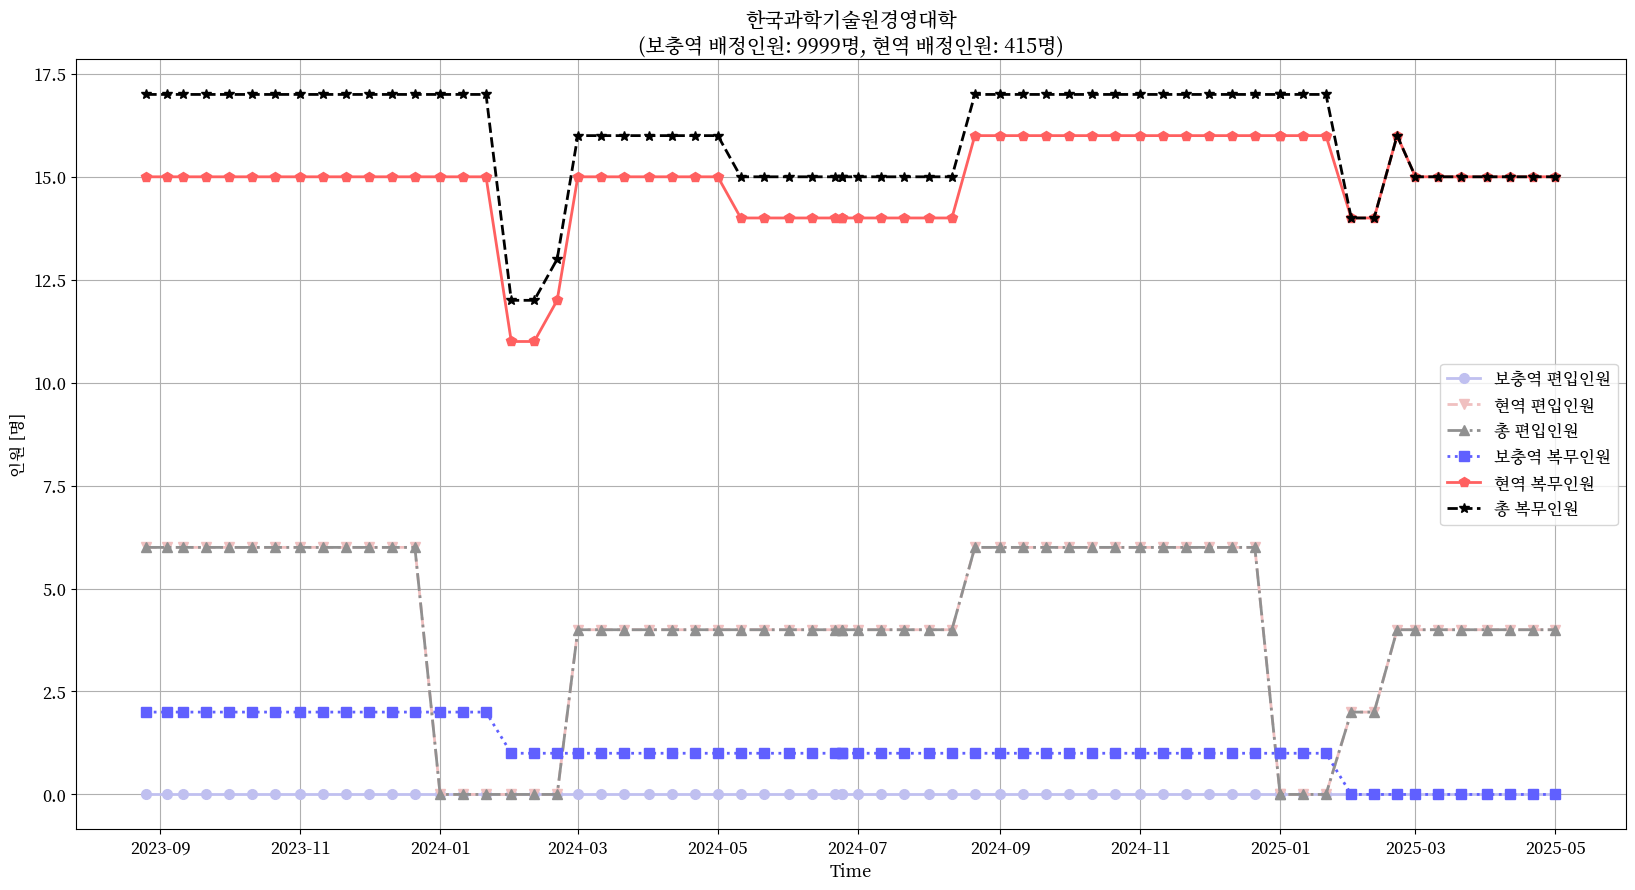 한국과학기술원경영대학
(보충역 배정인원: 9999명, 현역 배정인원: 415명)
17.5
15.0
12.5
10.0
7.5
5.0
2.5
0.0
인원 [명]
보충역 편입인원
현역 편입인원
총 편입인원
보충역 복무인원
현역 복무인원
총 복무인원
2023-09
2023-11
2024-01
2024-03
2024-05
2024-07
2024-09
2024-11
2025-01
2025-03
2025-05
Time